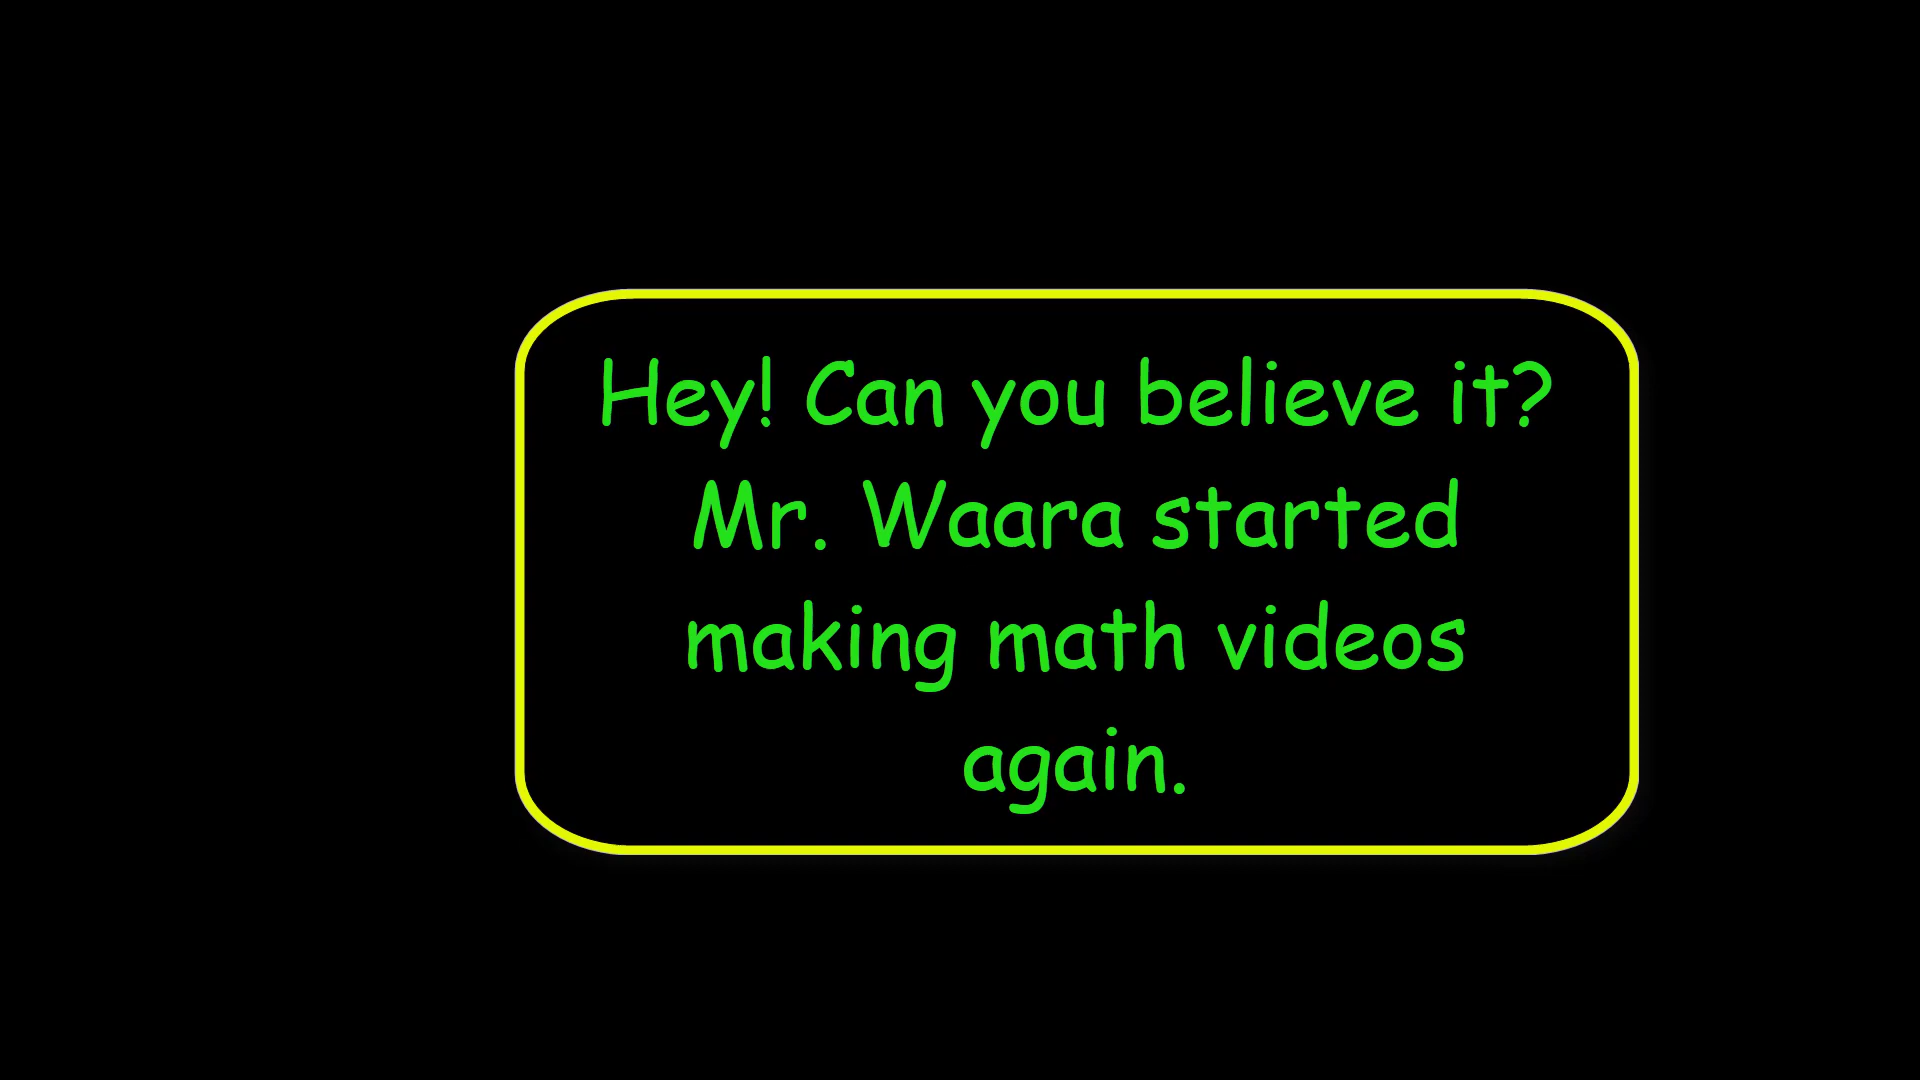 Hey! Can you believe it?
Mr. Waara started
making math videos
again.